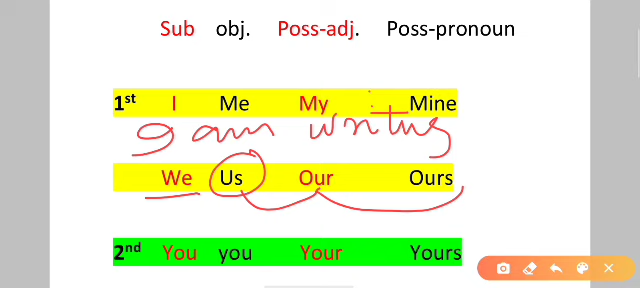 Sub obj. Poss-adj. Poss-pronoun
1st I Me My Mine
I am writing
We Us Our Ours
2nd You you Your Yours